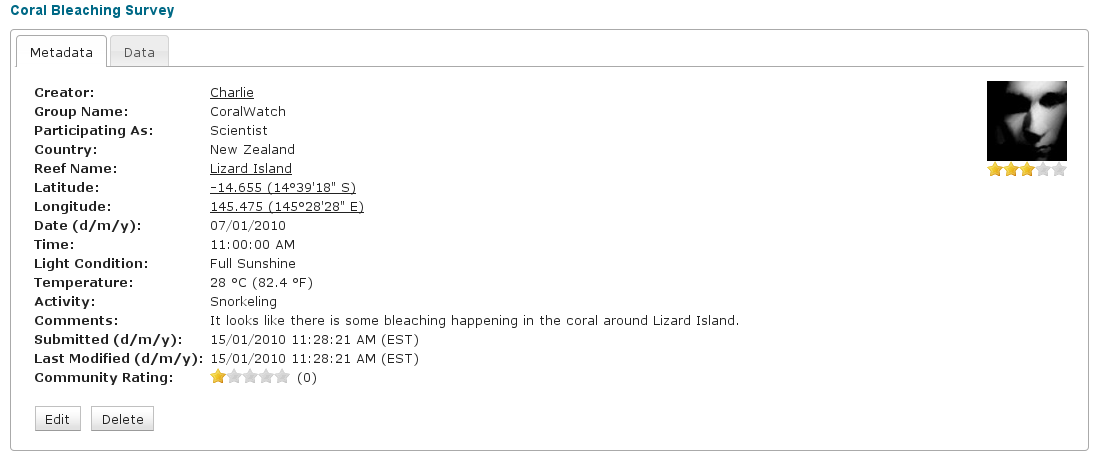 Coral Bleaching Survey
Metadata Data
Creator: Charlie
Group Name: CoralWatch
Participating As: Scientist
Country: New Zealand
Reef Name: Lizard Island
Latitude: -14.655 (14°39'18" S)
Longitude: 145.475 (145°28'28" E)
Date (d/m/y): 07/01/2010
Time: 11:00:00 AM
Light Condition: Full Sunshine
Temperature: 28 °C (82.4 °F)
Activity: Snorkeling
Comments: It looks like there is some bleaching happening in the coral around Lizard Island.
Submitted (d/m/y): 15/01/2010 11:28:21 AM (EST)
Last Modified (d/m/y): 15/01/2010 11:28:21 AM (EST)
Community Rating: (0)
Edit Delete